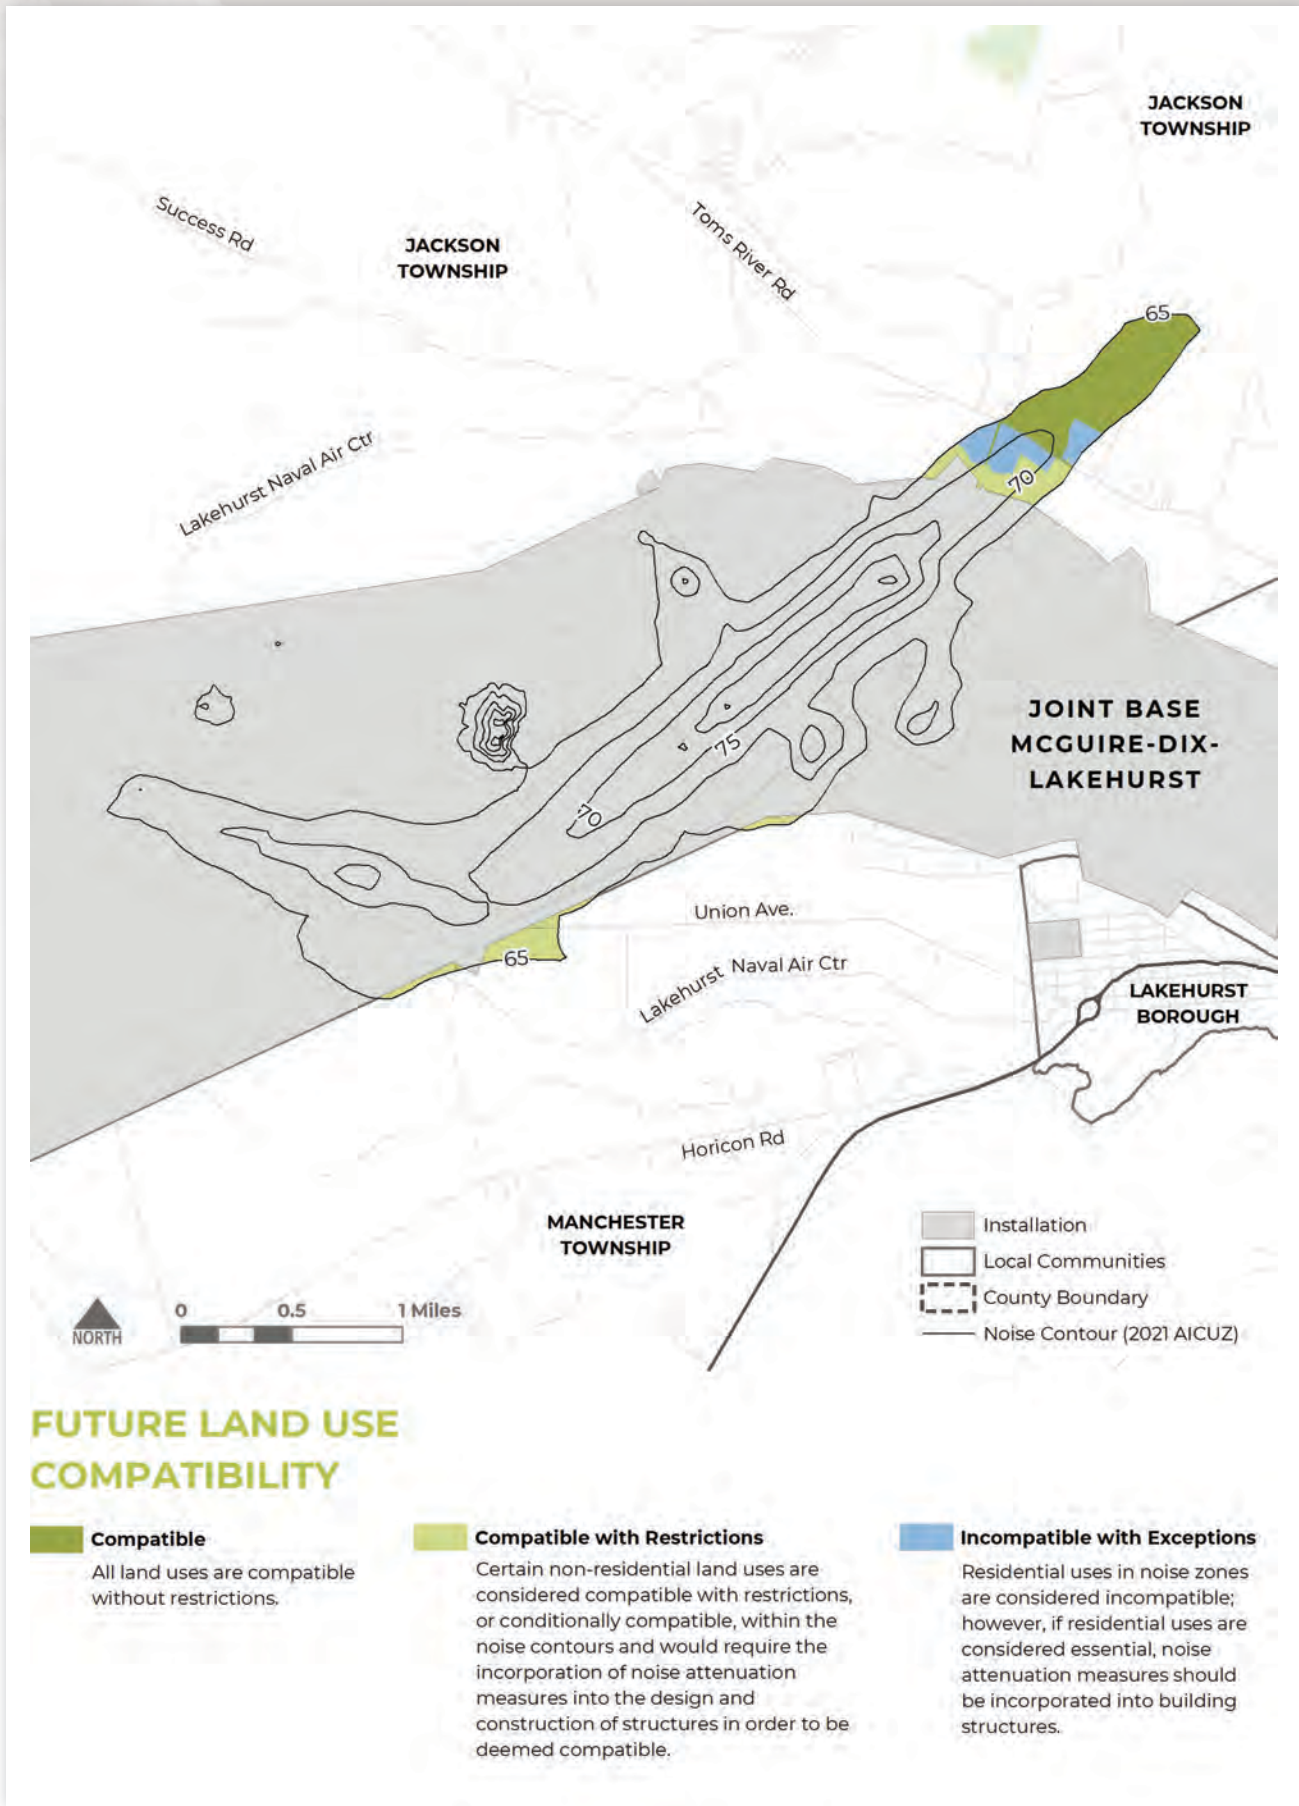 JACKSON
TOWNSHIP
Success Rd
JACKSON
TOWNSHIP
Toms River Rd
65
Lakehurst Naval Air Ctr
70
JOINT BASE
MCGUIRE-DIX-
LAKEHURST
75
70
Union Ave.
65
Lakehurst Naval Air Ctr
LAKEHURST
BOROUGH
Horicon Rd
MANCHESTER
TOWNSHIP
Installation
Local Communities
County Boundary
Noise Contour (2021 AICUZ)
NORTH
0 0.5 1 Miles
FUTURE LAND USE
COMPATIBILITY
Compatible
All land uses are compatible
without restrictions.
Compatible with Restrictions
Certain non-residential land uses are
considered compatible with restrictions,
or conditionally compatible, within the
noise contours and would require the
incorporation of noise attenuation
measures into the design and
construction of structures in order to be
deemed compatible.
Incompatible with Exceptions
Residential uses in noise zones
are considered incompatible;
however, if residential uses are
considered essential, noise
attenuation measures should
be incorporated into building
structures.